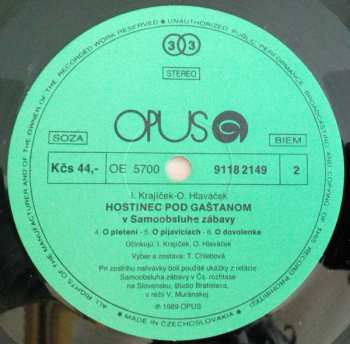 ALL RIGHTS OF THE MANUFACTURER AND OF THE OWNER OF THE RECORDED WORK RESERVED • UNAUTHORIZED PUBLIC PERFORMANCE BROADCASTING AND COPYING OF THIS RECORD PROHIBITED
33
STEREO
OPUS
SOZA
BIEM
Kčs 44,- OE 5700 9118 2149 2
I. Krajíček-O. Hlaváček
HOSTINEC POD GAŠTANOM
v Samoobsluhe zábavy
4. O pletení - 5. O pijaviciach - 6. O dovolenke
Účinkujú I. Krajíček, O. Hlaváček
Výber a zostava: T. Chlebová
Pri zostrihu nahrávky boli použité ukážky z relácie
Samoobsluha zábavy v Čs. rozhlase
na Slovensku, štúdio Bratislava,
v réžii V. Muránskej.
℗ 1989 OPUS
• MADE IN CZECHOSLOVAKIA •